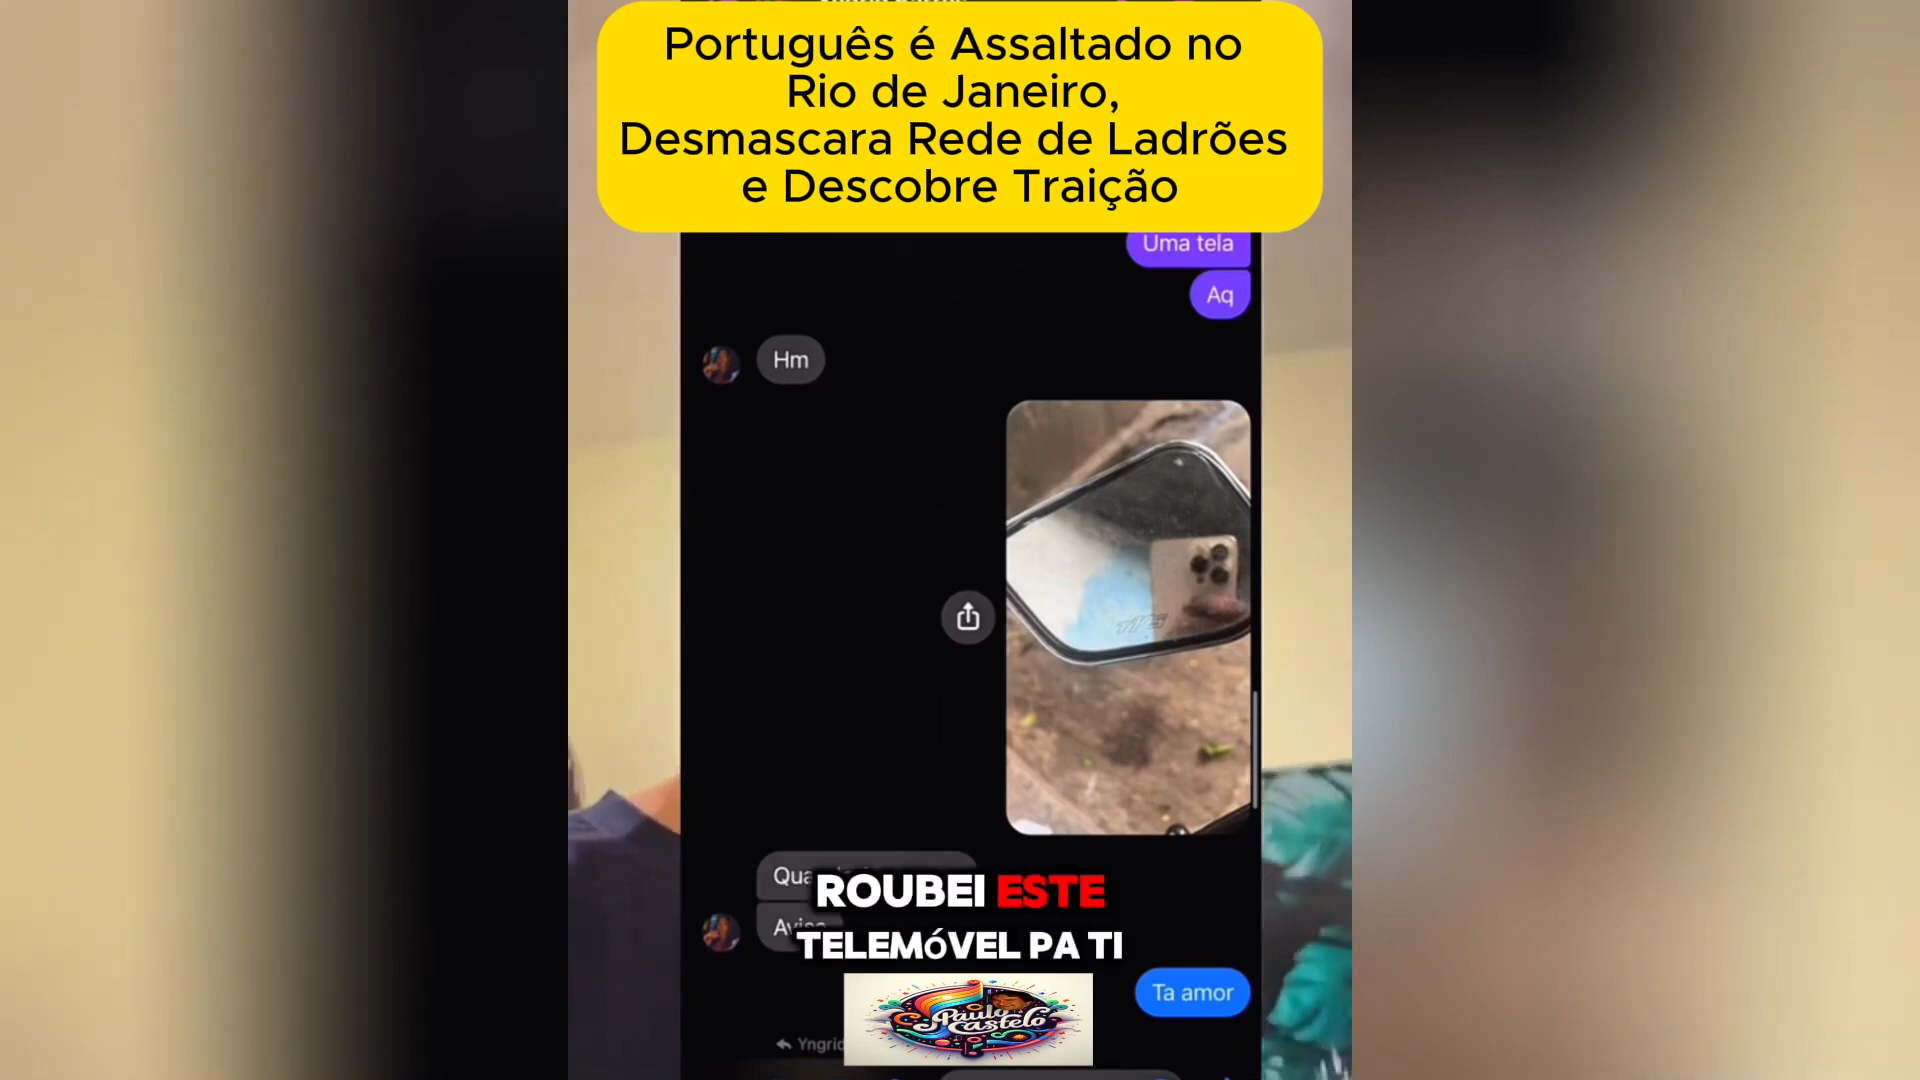 Português é Assaltado no
Rio de Janeiro,
Desmascara Rede de Ladrões
e Descobre Traição
Uma tela
Aq
Hm
ROUBEI ESTE
TELEMÓVEL PA TI
Ta amor
Paulo
Castelo